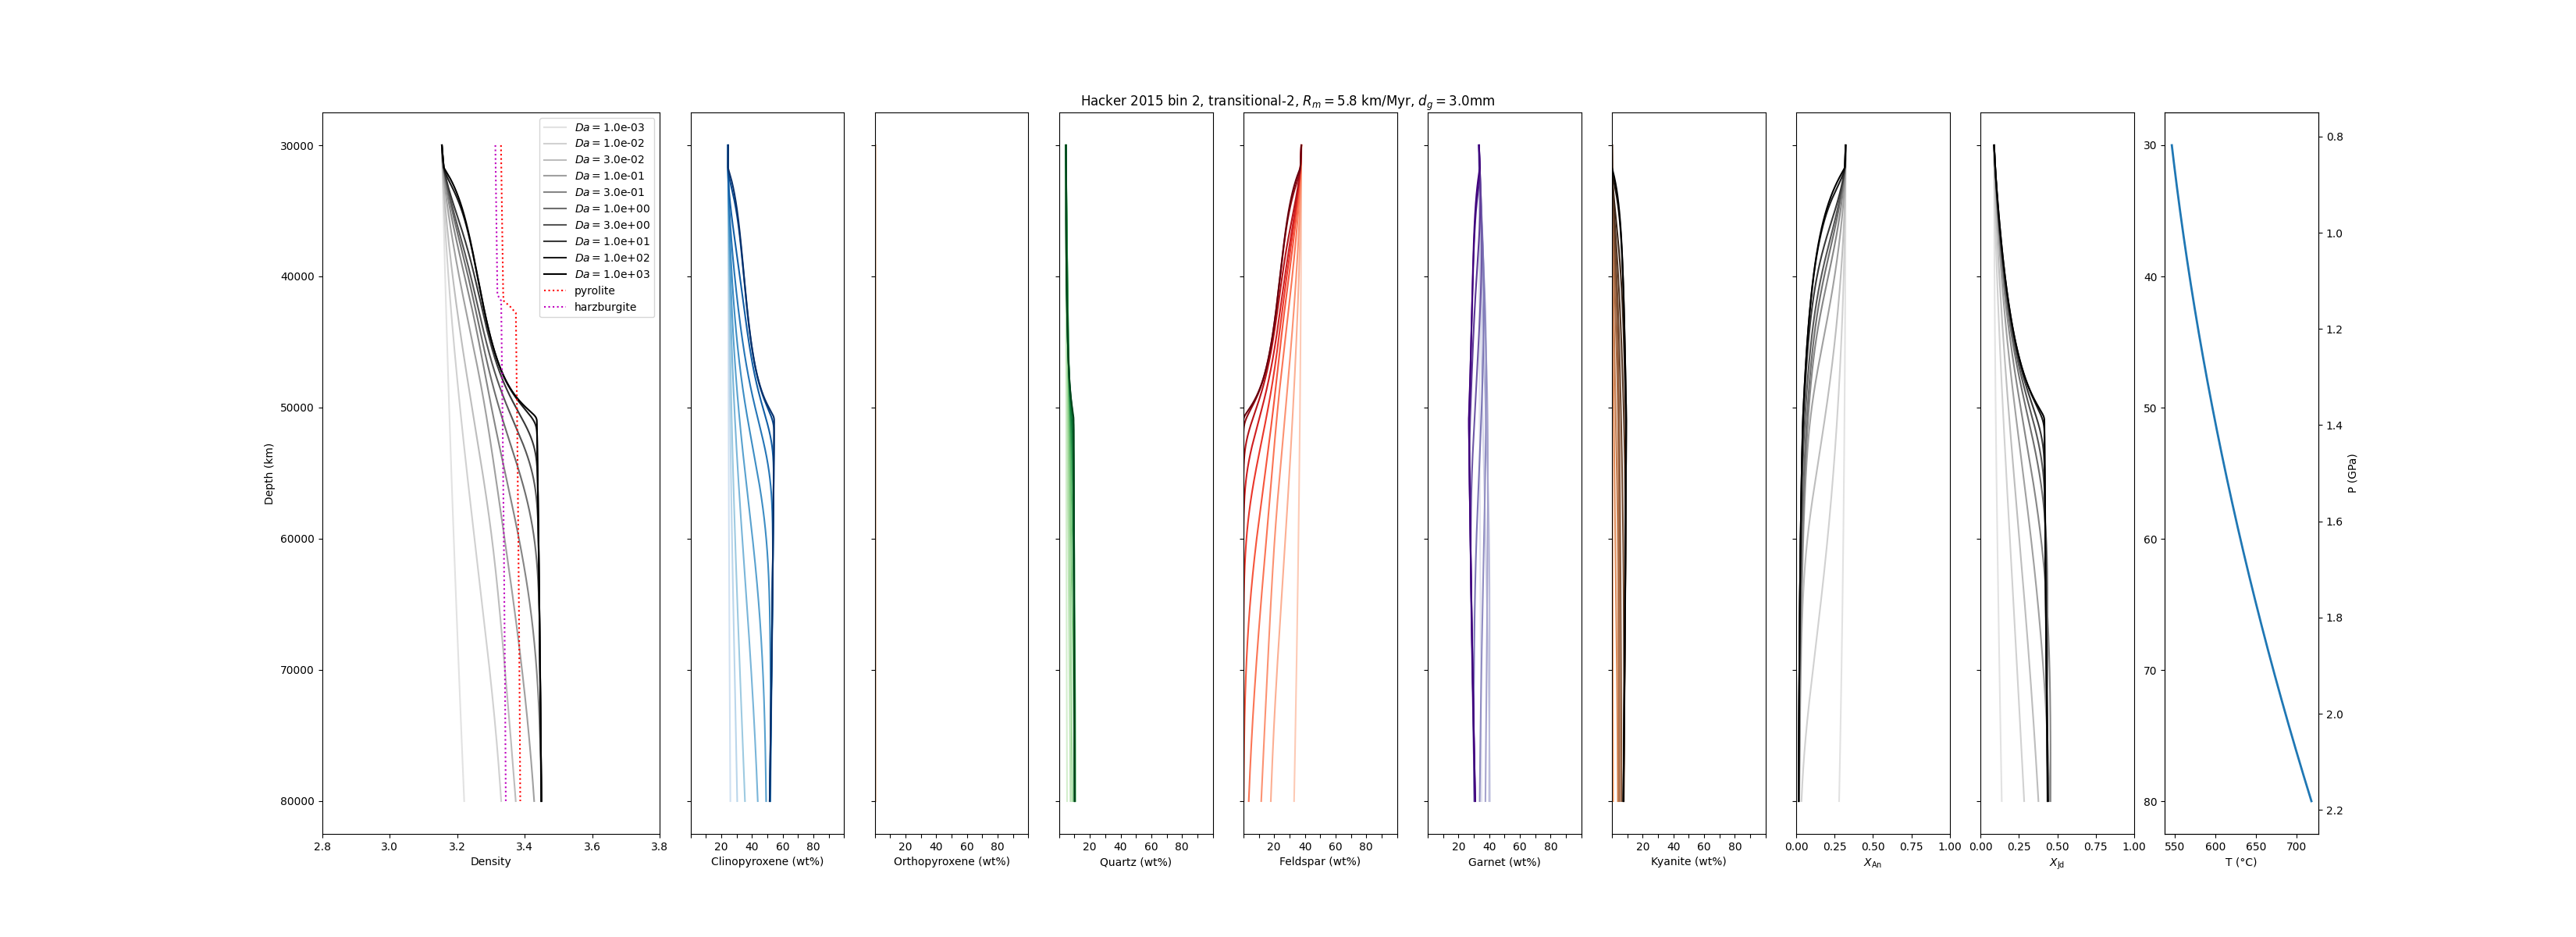 Hacker 2015 bin 2, transitional-2, R_m = 5.8 km/Myr, d_g = 3.0mm
Da = 1.0e-03
Da = 1.0e-02
Da = 3.0e-02
Da = 1.0e-01
Da = 3.0e-01
Da = 1.0e+00
Da = 3.0e+00
Da = 1.0e+01
Da = 1.0e+02
Da = 1.0e+03
pyrolite
harzburgite
30000
40000
50000
60000
70000
80000
Depth (km)
2.8 3.0 3.2 3.4 3.6 3.8
Density
20 40 60 80
Clinopyroxene (wt%)
20 40 60 80
Orthopyroxene (wt%)
20 40 60 80
Quartz (wt%)
20 40 60 80
Feldspar (wt%)
20 40 60 80
Garnet (wt%)
20 40 60 80
Kyanite (wt%)
0.00 0.25 0.50 0.75 1.00
X_An
0.00 0.25 0.50 0.75 1.00
X_Jd
30
40
50
60
70
80
550 600 650 700
T (°C)
0.8
1.0
1.2
1.4
1.6
1.8
2.0
2.2
P (GPa)